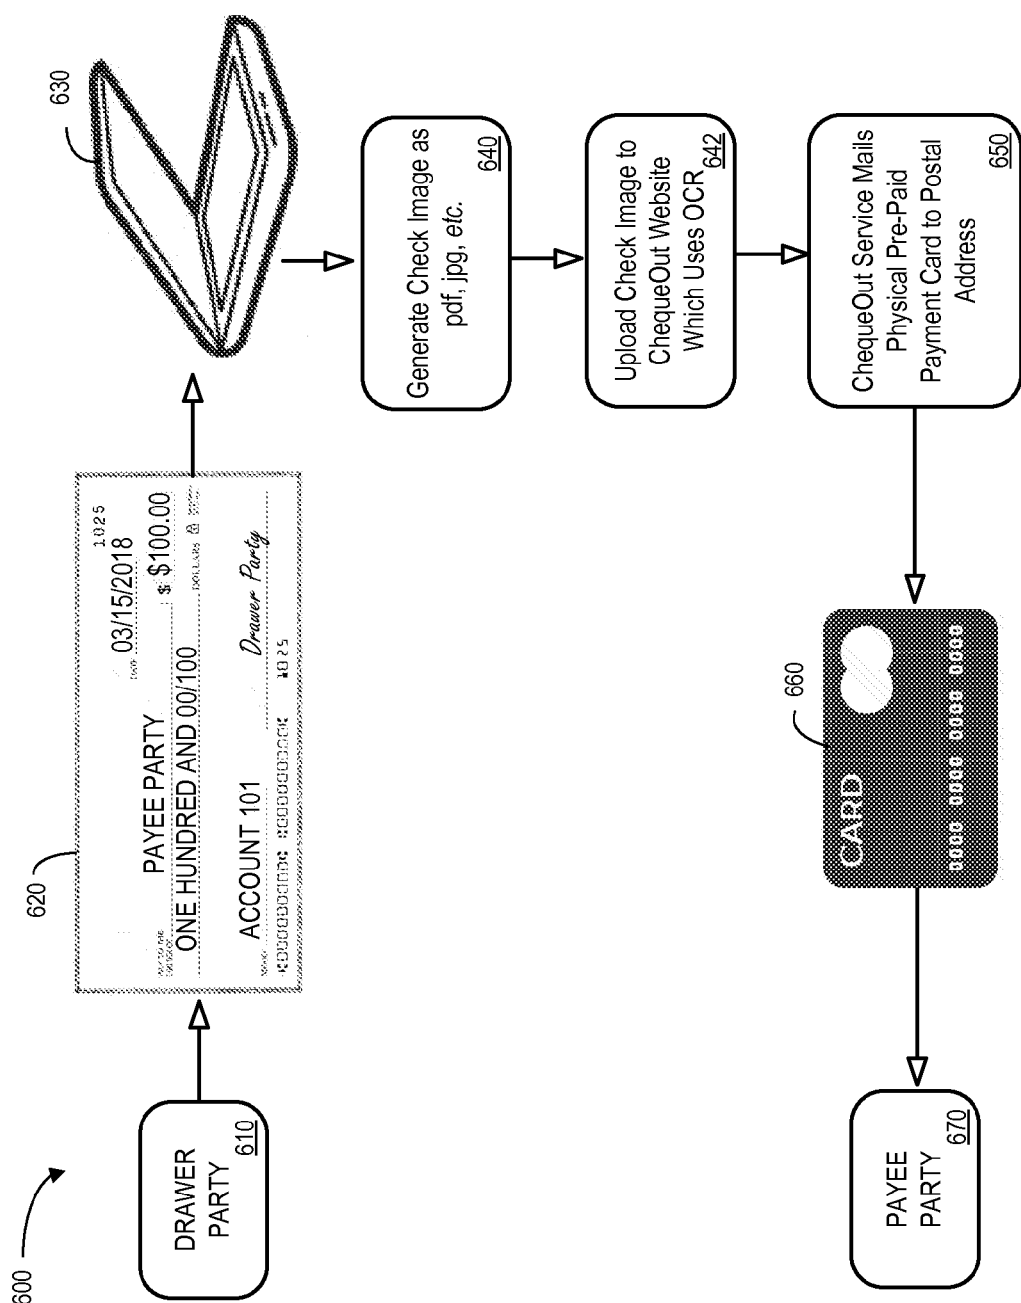 600
DRAWER
PARTY
610
620
1025
03/15/2018
PAYEE PARTY
$ $100.00
ONE HUNDRED AND 00/100
DOLLARS
ACCOUNT 101
Drawer Party
1025
630
Generate Check Image as
pdf, jpg, etc.
640
Upload Check Image to
ChequeOut Website
Which Uses OCR
642
ChequeOut Service Mails
Physical Pre-Paid
Payment Card to Postal
Address
650
660
CARD
0000 0000 0000 0000
PAYEE
PARTY
670